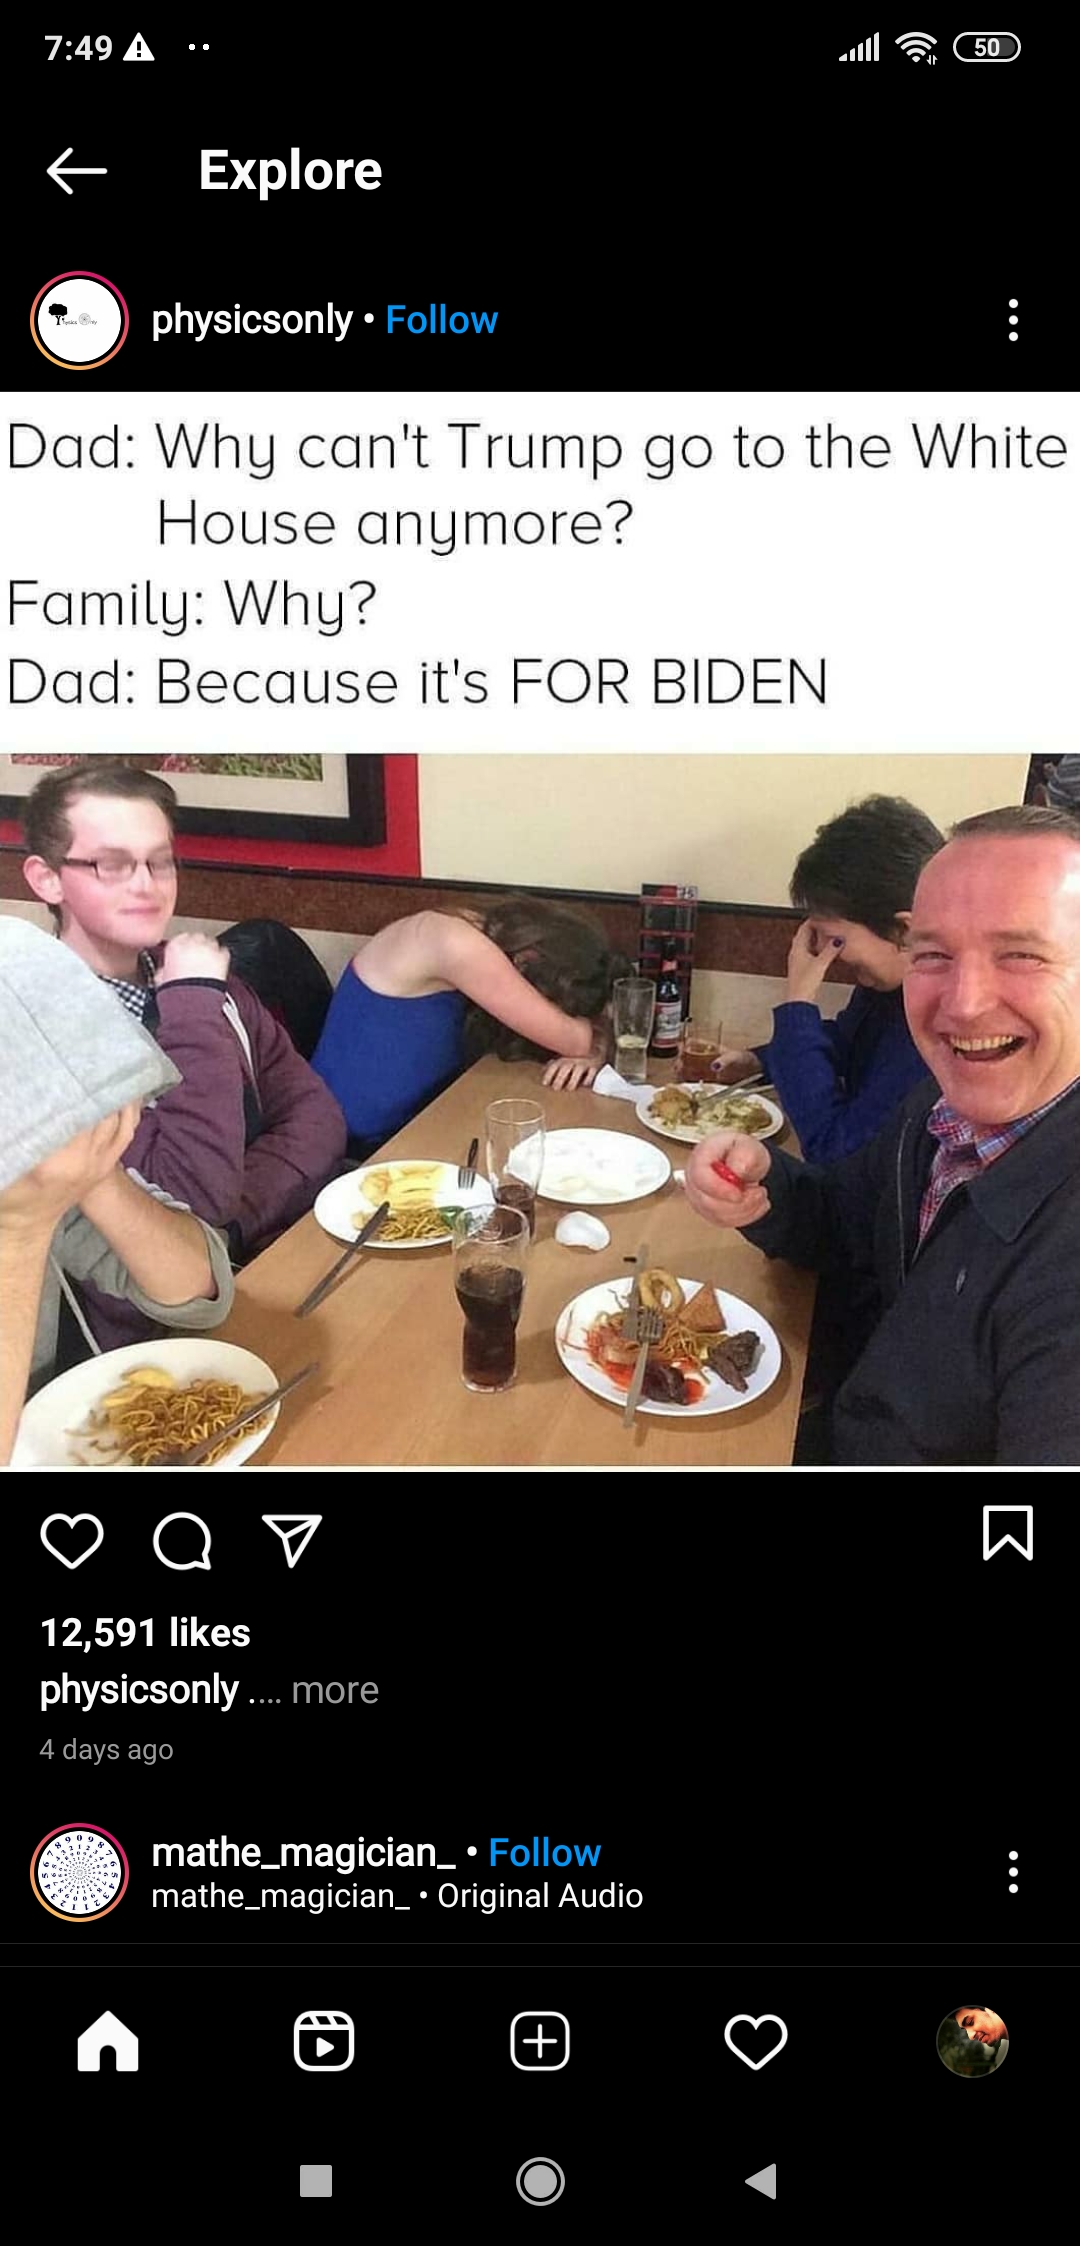 7:49
50
Explore
physicsonly • Follow
Dad: Why can't Trump go to the White
House anymore?
Family: Why?
Dad: Because it's FOR BIDEN
12,591 likes
physicsonly .... more
4 days ago
mathe_magician_ • Follow
mathe_magician_ • Original Audio